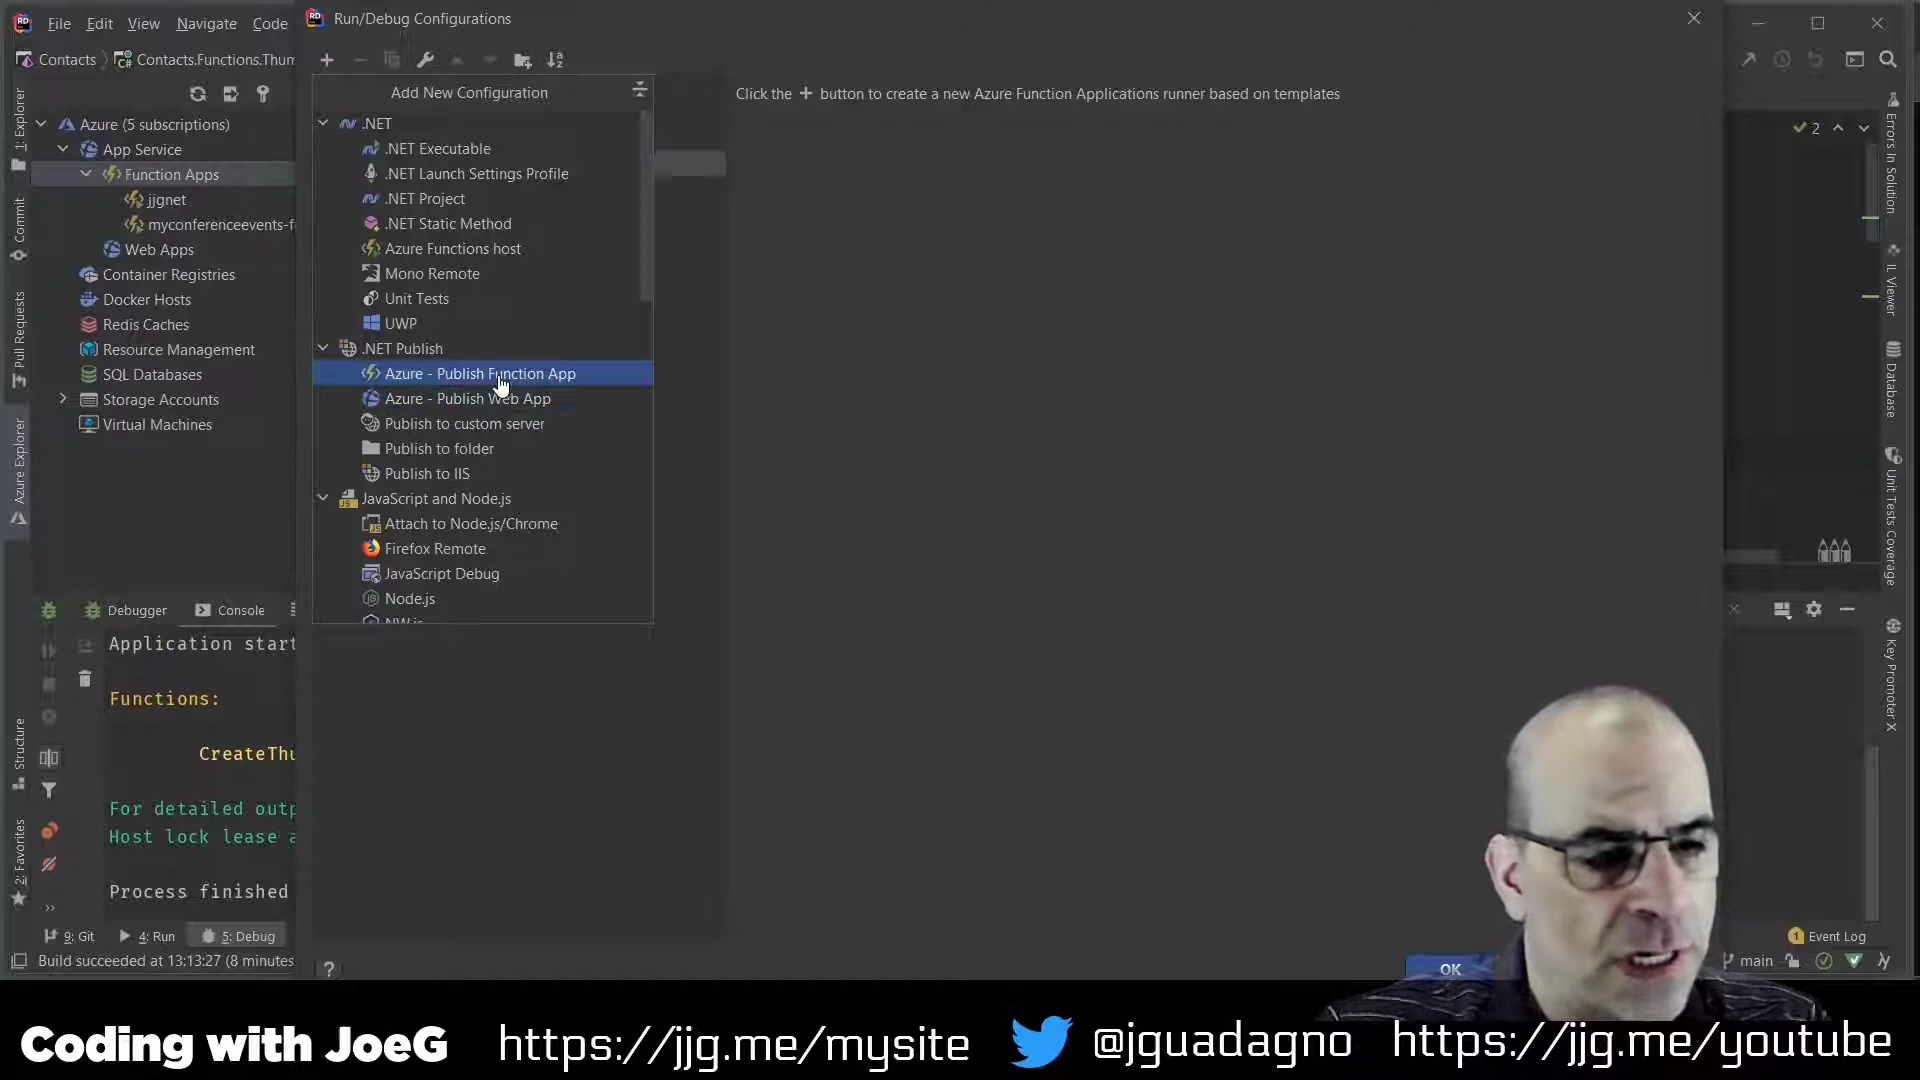 File Edit View Navigate Code
Run/Debug Configurations
Contacts
Contacts.Functions.Thum
Add New Configuration
Click the + button to create a new Azure Function Applications runner based on templates
Azure (5 subscriptions)
App Service
Function Apps
jjgnet
myconferenceevents-f
Web Apps
Container Registries
Docker Hosts
Redis Caches
Resource Management
SQL Databases
Storage Accounts
Virtual Machines
.NET
.NET Executable
.NET Launch Settings Profile
.NET Project
.NET Static Method
Azure Functions host
Mono Remote
Unit Tests
UWP
.NET Publish
Azure - Publish Function App
Azure - Publish Web App
Publish to custom server
Publish to folder
Publish to IIS
JavaScript and Node.js
Attach to Node.js/Chrome
Firefox Remote
JavaScript Debug
Node.js
NW.js
2
1: Explorer
Commit
Pull Requests
Azure Explorer
Structure
2: Favorites
Errors In Solution
IL Viewer
Database
Unit Tests Coverage
Key Promoter X
Debugger
Console
Application start
Functions:
CreateThu
For detailed outp
Host lock lease a
Process finished
9: Git
4: Run
5: Debug
Event Log
1
Build succeeded at 13:13:27 (8 minutes
?
OK
main
Coding with JoeG
https://jjg.me/mysite
@jguadagno
https://jjg.me/youtube